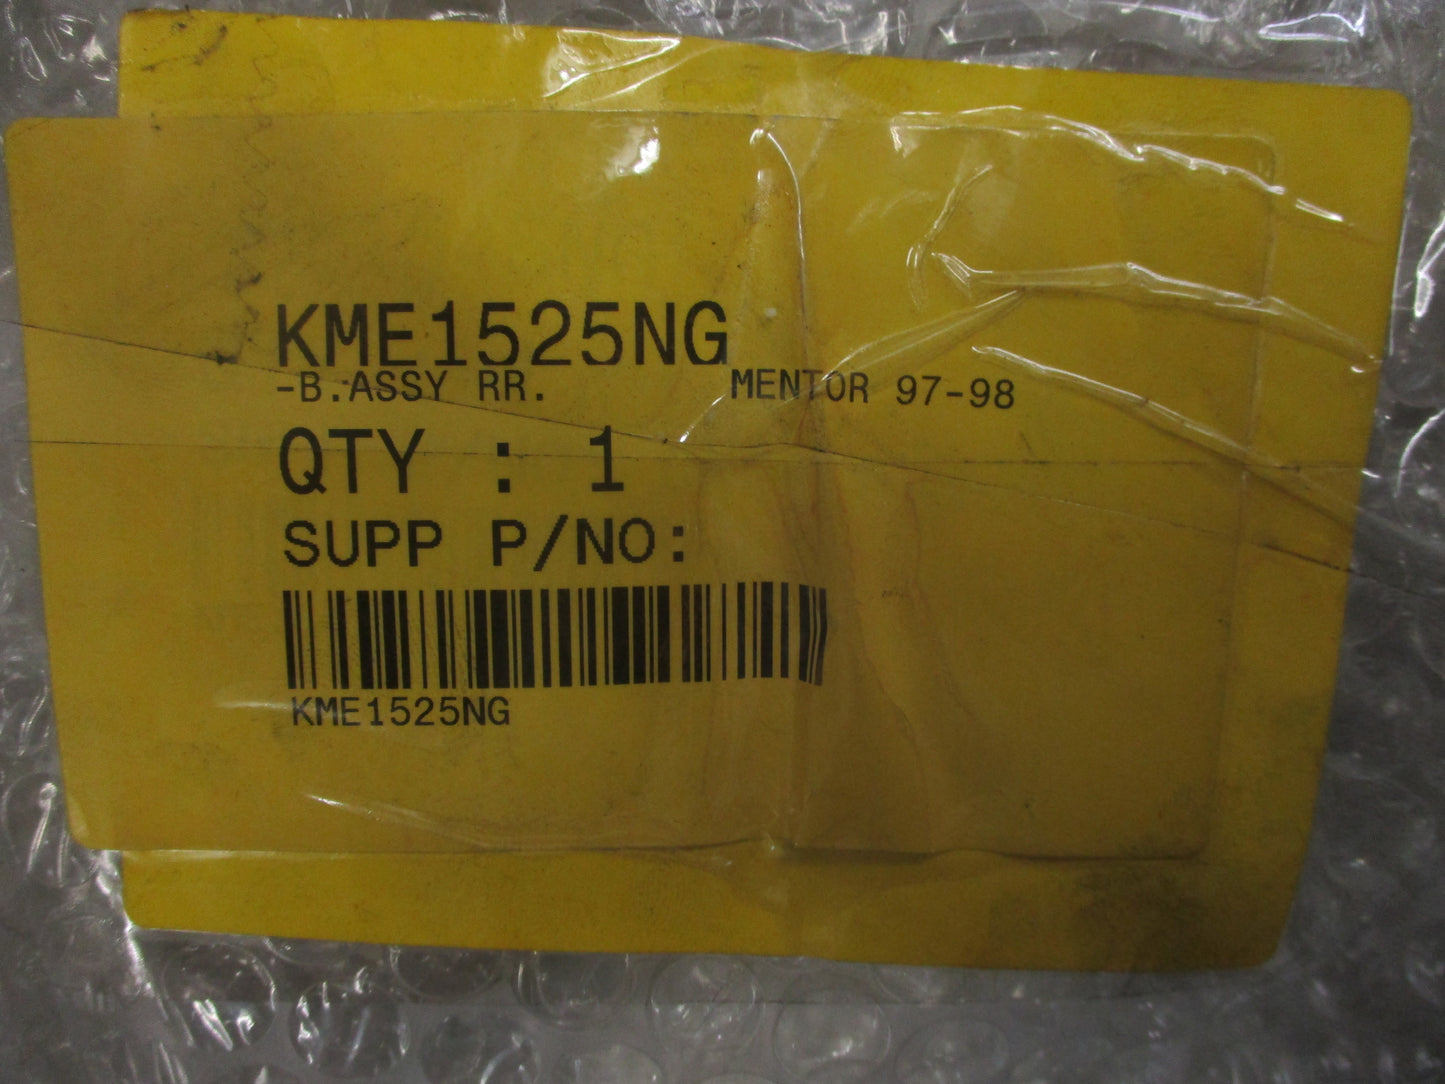 KME1525NG
-B.ASSY RR. MENTOR 97-98
QTY : 1
SUPP P/NO:
KME1525NG